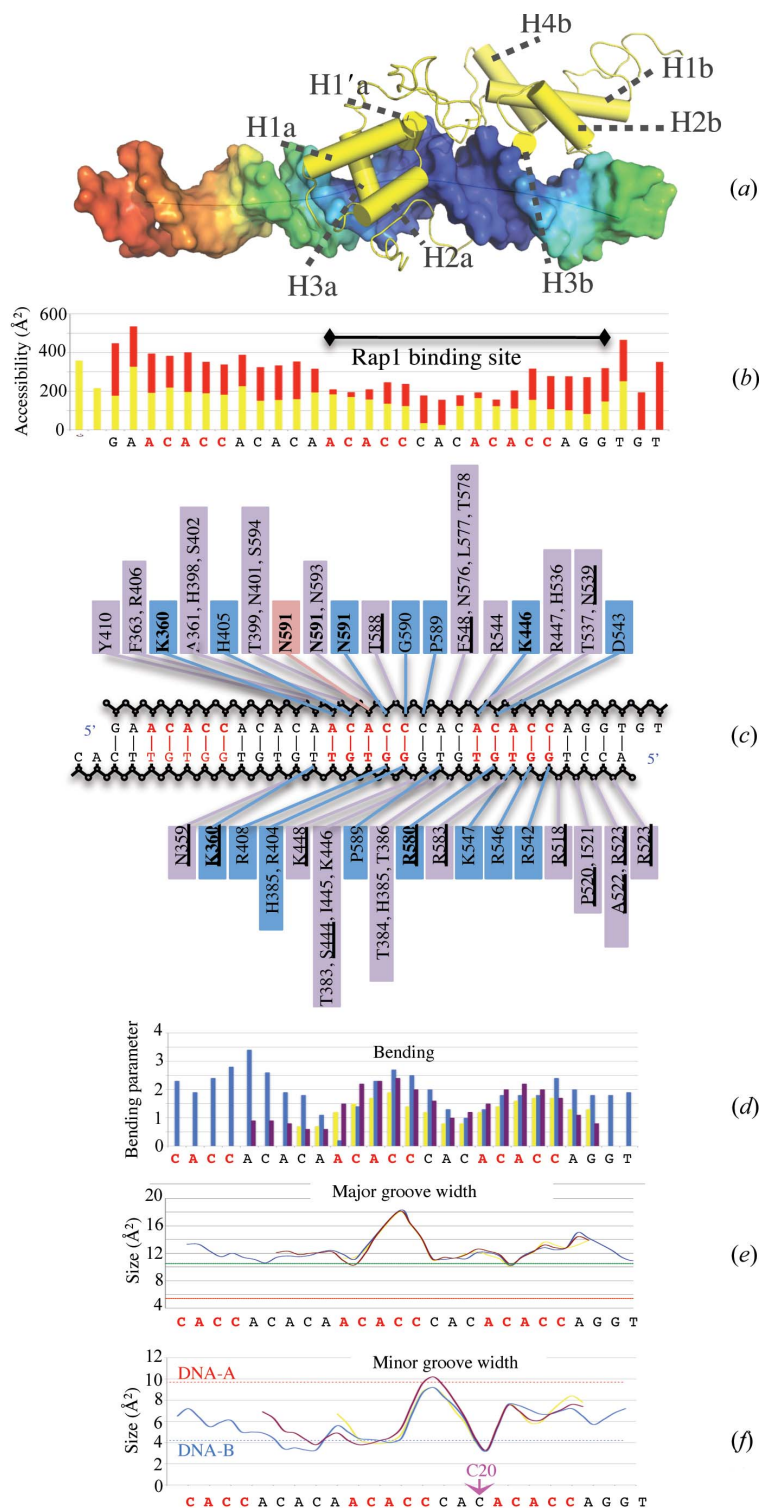 H4b
H1b
H1′a
H1a
H2b
(a)
H2a
H3a
H3b
Accessibility (Å²)
600
400
200
0
Rap1 binding site
(b)
G A A C A C C A C A C A A C A C C C A C A C A C C A G G T G T
Y410
F363, R406
K360
A361, H398, S402
H405
T399, N401, S594
N591
N591, N593
N591
T588
G590
P589
F548, N576, L577, T578
R544
K446
R447, H536
T537, N539
D543
5’ G A A C A C C A C A C A A C A C C C A C A C A C C A G G T G T
(c)
C A C T T G T G G T G T G T T G T G G G T G T G T G G T C C A 5’
N359
K360
R408
H385, R404
K448
T383, S444, I445, K446
P589
T384, H385, T386
R580
R583
K547
R546
R542
R518
P520, I521
A522, R523
R523
Bending parameter
4
3
2
1
0
Bending
(d)
C A C C A C A C A A C A C C C A C A C A C C A G G T
Major groove width
Size (Å²)
20
16
12
8
4
(e)
C A C C A C A C A A C A C C C A C A C A C C A G G T
Minor groove width
Size (Å²)
12
10
8
6
4
2
0
DNA-A
DNA-B
(f)
C20
C A C C A C A C A A C A C C C A C A C A C C A G G T